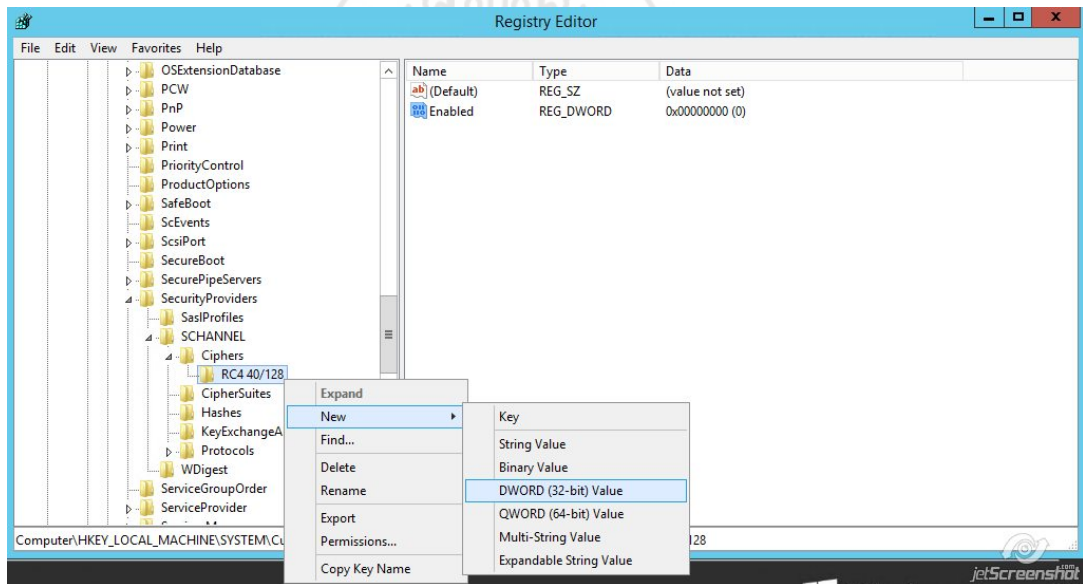 Registry Editor
File Edit View Favorites Help
OSExtensionDatabase
PCW
PnP
Power
Print
PriorityControl
ProductOptions
SafeBoot
ScEvents
ScsiPort
SecureBoot
SecurePipeServers
SecurityProviders
SaslProfiles
SCHANNEL
Ciphers
RC4 40/128
CipherSuites
Hashes
KeyExchangeA
Protocols
WDigest
ServiceGroupOrder
ServiceProvider
Name Type Data
ab (Default) REG_SZ (value not set)
Enabled REG_DWORD 0x00000000 (0)
Expand
New
Find...
Delete
Rename
Export
Permissions...
Copy Key Name
Key
String Value
Binary Value
DWORD (32-bit) Value
QWORD (64-bit) Value
Multi-String Value
Expandable String Value
Computer\HKEY_LOCAL_MACHINE\SYSTEM\Cu
128
jetScreenshot.com